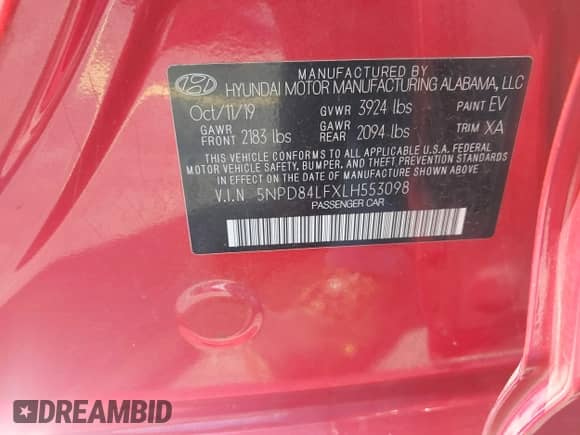 MANUFACTURED BY
HYUNDAI MOTOR MANUFACTURING ALABAMA, LLC
Oct/11/19 GVWR 3924 lbs PAINT EV
GAWR FRONT 2183 lbs GAWR REAR 2094 lbs TRIM XA
THIS VEHICLE CONFORMS TO ALL APPLICABLE U.S.A. FEDERAL
MOTOR VEHICLE SAFETY, BUMPER, AND THEFT PREVENTION STANDARDS
IN EFFECT ON THE DATE OF MANUFACTURE SHOWN ABOVE.
V.I.N 5NPD84LFXLH553098
PASSENGER CAR
DREAMBID